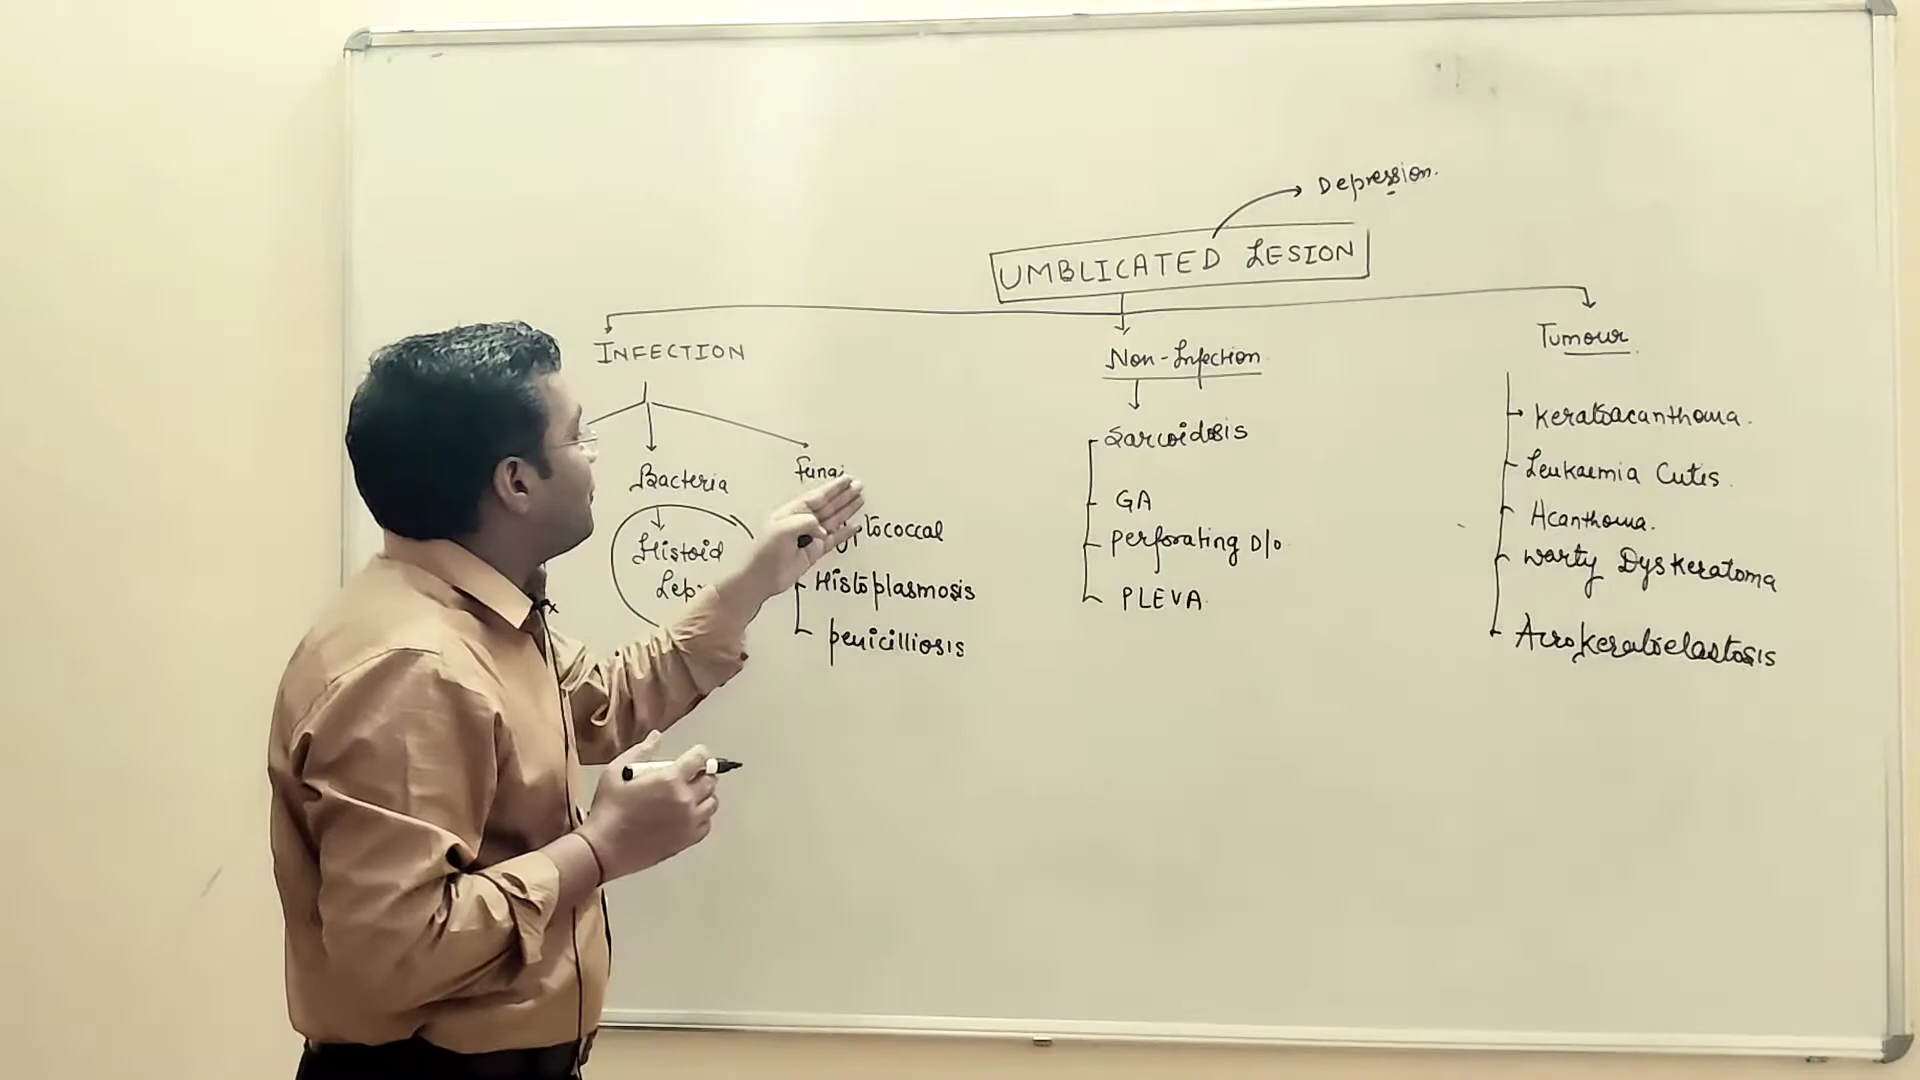 Depression.
UMBLICATED LESION
INFECTION
Non-Infection
Tumour
Bacteria
Histoid
Histoplasmosis
penicilliosis
Sarcoidosis
GA
Perforating D/o
PLEVA
Keratoacanthoma.
Leukaemia Cutis.
Acanthoma.
Warty Dyskeratoma
Acrokeratoelastosis